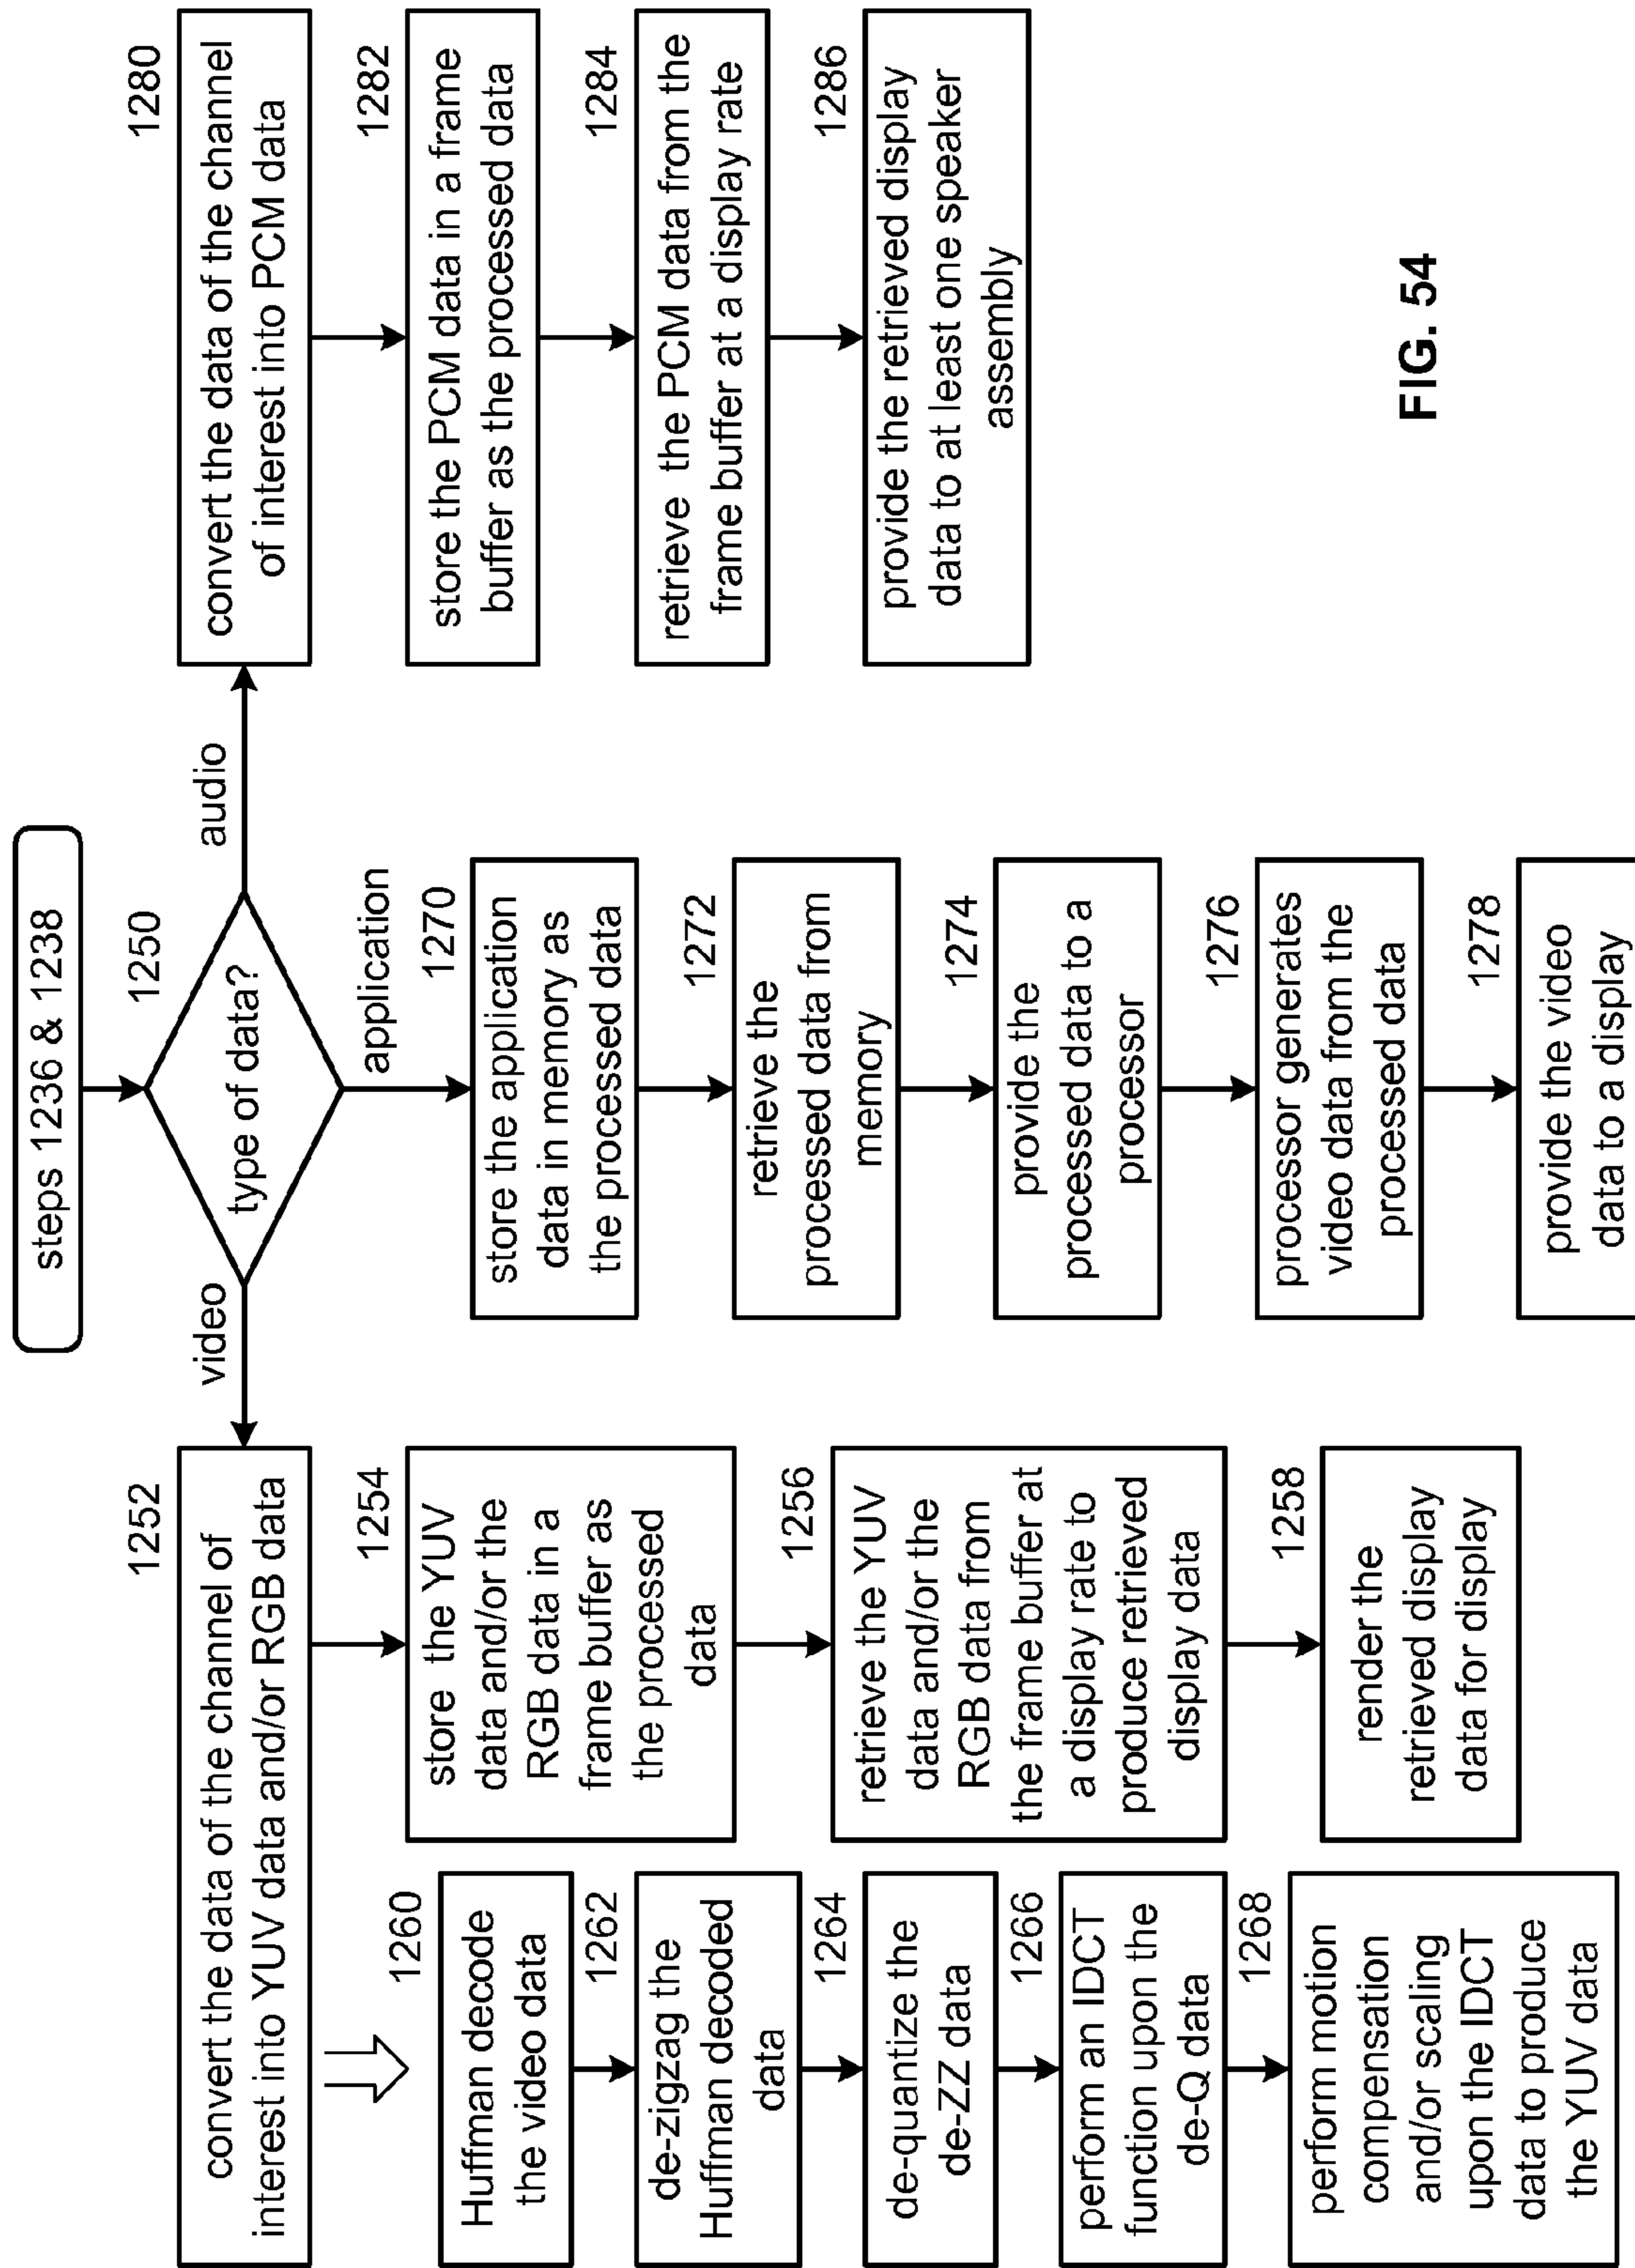 steps 1236 & 1238
1250
type of data?
video
application
audio
1252
convert the data of the channel of
interest into YUV data and/or RGB data
1254
store the YUV
data and/or the
RGB data in a
frame buffer as
the processed
data
1256
retrieve the YUV
data and/or the
RGB data from
the frame buffer at
a display rate to
produce retrieved
display data
1258
render the
retrieved display
data for display
1260
Huffman decode
the video data
1262
de-zigzag the
Huffman decoded
data
1264
de-quantize the
de-ZZ data
1266
perform an IDCT
function upon the
de-Q data
1268
perform motion
compensation
and/or scaling
upon the IDCT
data to produce
the YUV data
1270
store the application
data in memory as
the processed data
1272
retrieve the
processed data from
memory
1274
provide the
processed data to a
processor
1276
processor generates
video data from the
processed data
1278
provide the video
data to a display
1280
convert the data of the channel
of interest into PCM data
1282
store the PCM data in a frame
buffer as the processed data
1284
retrieve the PCM data from the
frame buffer at a display rate
1286
provide the retrieved display
data to at least one speaker
assembly
FIG. 54